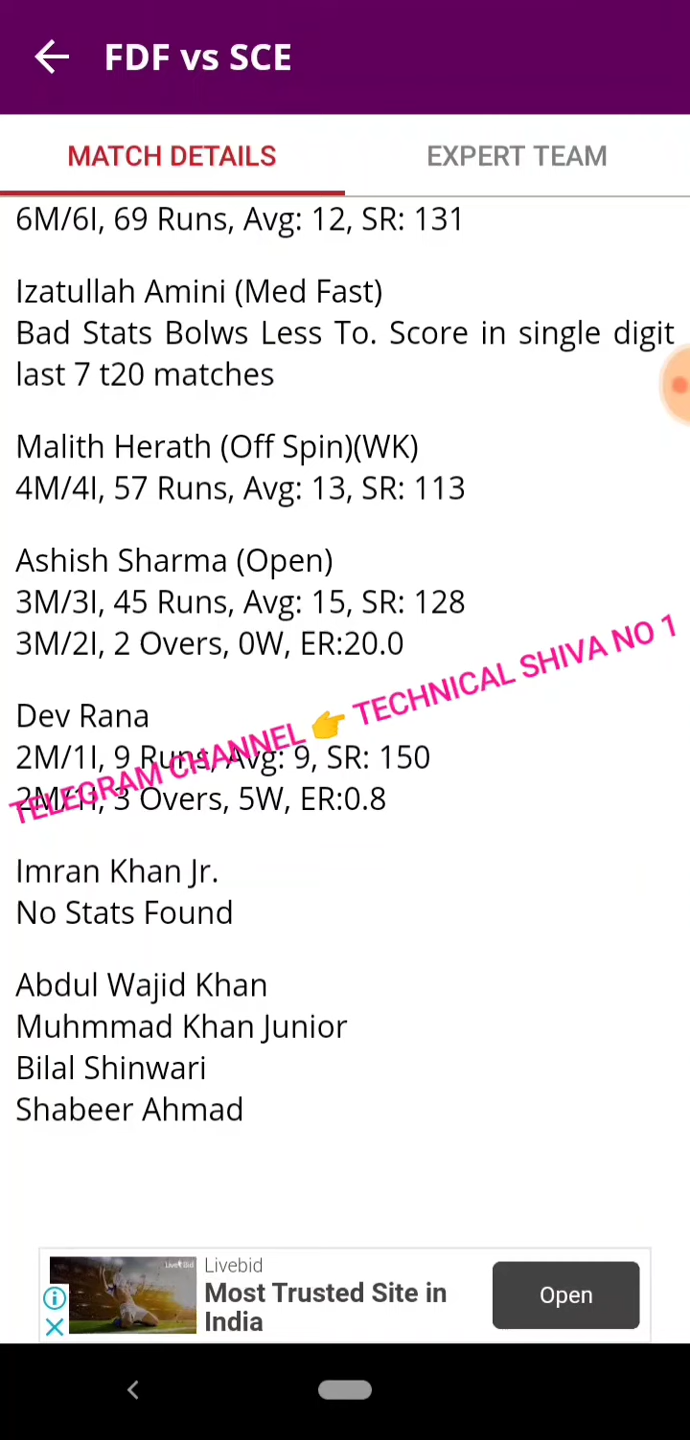 FDF vs SCE
MATCH DETAILS
EXPERT TEAM
6M/6I, 69 Runs, Avg: 12, SR: 131
Izatullah Amini (Med Fast)
Bad Stats Bolws Less To. Score in single digit
last 7 t20 matches
Malith Herath (Off Spin)(WK)
4M/4I, 57 Runs, Avg: 13, SR: 113
Ashish Sharma (Open)
3M/3I, 45 Runs, Avg: 15, SR: 128
3M/2I, 2 Overs, 0W, ER:20.0
TELEGRAM CHANNEL 👉 TECHNICAL SHIVA NO 1
Dev Rana
2M/1I, 9 Runs, Avg: 9, SR: 150
2M/1I, 3 Overs, 5W, ER:0.8
Imran Khan Jr.
No Stats Found
Abdul Wajid Khan
Muhmmad Khan Junior
Bilal Shinwari
Shabeer Ahmad
LiveBid
Livebid
Most Trusted Site in
India
Open